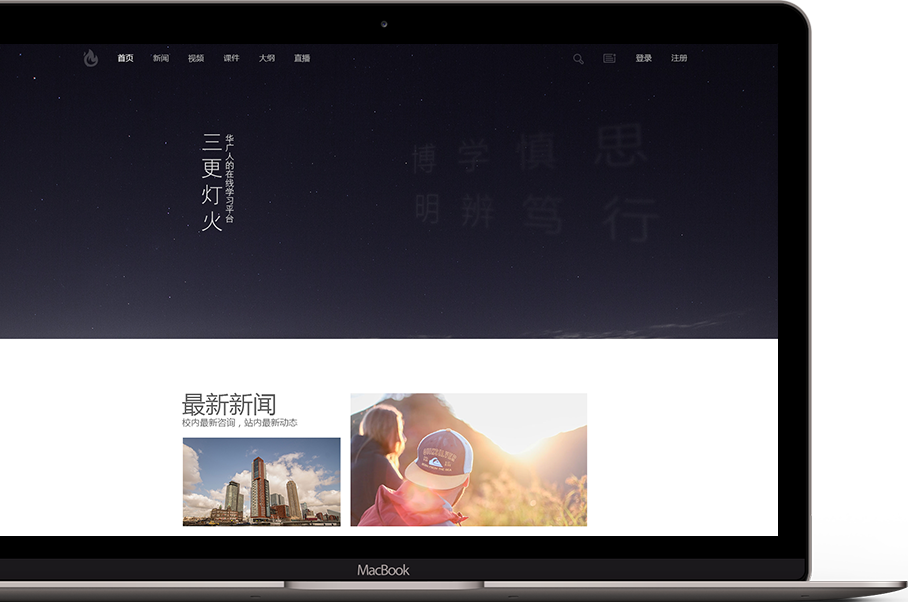 首页 新闻 视频 课件 大纲 直播 登录 注册
三更灯火
华广人的在线学习平台
博学慎思
明辨笃行
最新新闻
校内最新咨询，站内最新动态
MacBook